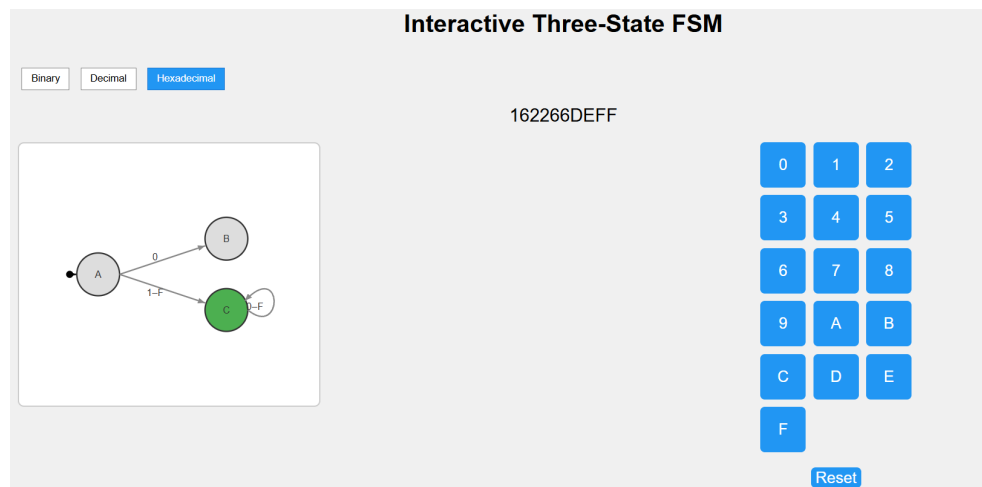 Interactive Three-State FSM
Binary Decimal Hexadecimal
162266DEFF
0 1 2
3 4 5
6 7 8
9 A B
C D E
F
Reset
B
0
A
1–F
C 0–F